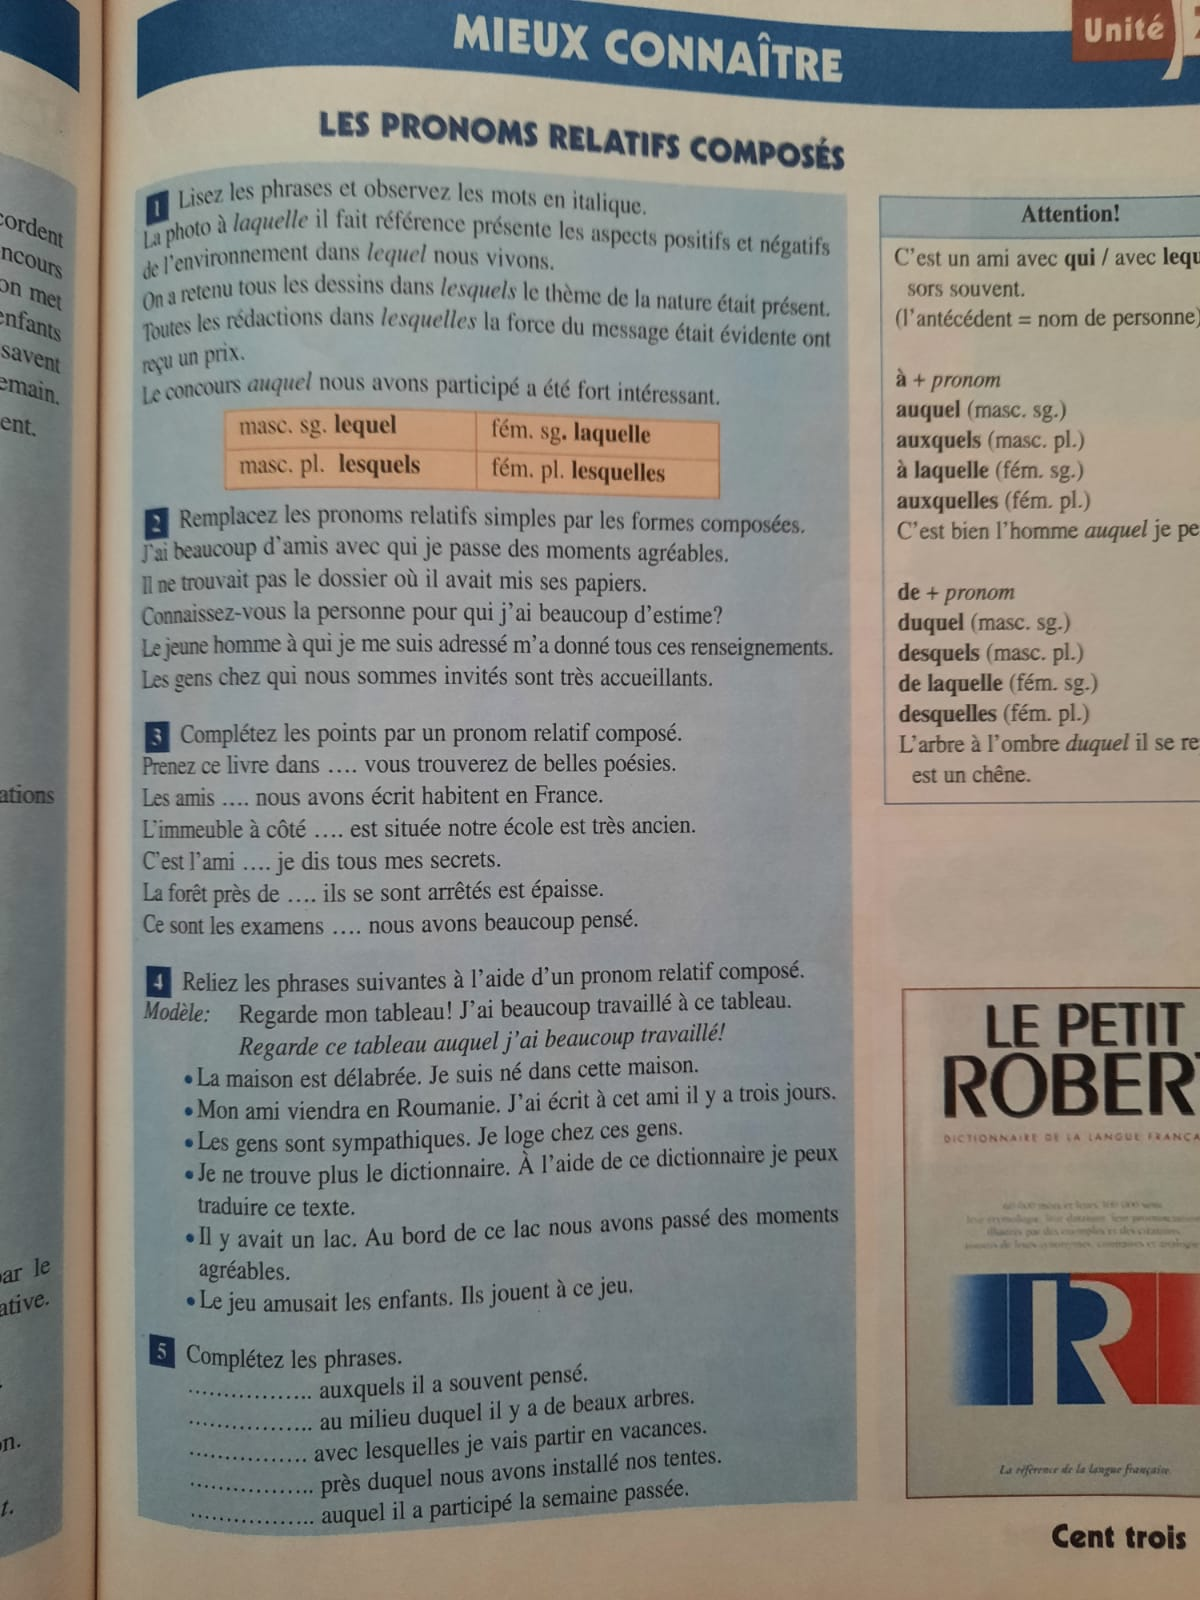 MIEUX CONNAÎTRE
Unité
LES PRONOMS RELATIFS COMPOSÉS
1 Lisez les phrases et observez les mots en italique.
La photo à laquelle il fait référence présente les aspects positifs et négatifs
de l'environnement dans lequel nous vivons.
On a retenu tous les dessins dans lesquels le thème de la nature était présent.
Toutes les rédactions dans lesquelles la force du message était évidente ont
reçu un prix.
Le concours auquel nous avons participé a été fort intéressant.
masc. sg. lequel fém. sg. laquelle
masc. pl. lesquels fém. pl. lesquelles
2 Remplacez les pronoms relatifs simples par les formes composées.
J'ai beaucoup d'amis avec qui je passe des moments agréables.
Il ne trouvait pas le dossier où il avait mis ses papiers.
Connaissez-vous la personne pour qui j'ai beaucoup d'estime?
Le jeune homme à qui je me suis adressé m'a donné tous ces renseignements.
Les gens chez qui nous sommes invités sont très accueillants.
3 Complétez les points par un pronom relatif composé.
Prenez ce livre dans .... vous trouverez de belles poésies.
Les amis .... nous avons écrit habitent en France.
L'immeuble à côté .... est située notre école est très ancien.
C'est l'ami .... je dis tous mes secrets.
La forêt près de .... ils se sont arrêtés est épaisse.
Ce sont les examens .... nous avons beaucoup pensé.
4 Reliez les phrases suivantes à l'aide d'un pronom relatif composé.
Modèle: Regarde mon tableau! J'ai beaucoup travaillé à ce tableau.
Regarde ce tableau auquel j'ai beaucoup travaillé!
• La maison est délabrée. Je suis né dans cette maison.
• Mon ami viendra en Roumanie. J'ai écrit à cet ami il y a trois jours.
• Les gens sont sympathiques. Je loge chez ces gens.
• Je ne trouve plus le dictionnaire. À l'aide de ce dictionnaire je peux
traduire ce texte.
• Il y avait un lac. Au bord de ce lac nous avons passé des moments
agréables.
• Le jeu amusait les enfants. Ils jouent à ce jeu.
5 Complétez les phrases.
................. auxquels il a souvent pensé.
................. au milieu duquel il y a de beaux arbres.
................. avec lesquelles je vais partir en vacances.
................. près duquel nous avons installé nos tentes.
................. auquel il a participé la semaine passée.
Attention!
C'est un ami avec qui / avec lequ
sors souvent.
(l'antécédent = nom de personne)
à + pronom
auquel (masc. sg.)
auxquels (masc. pl.)
à laquelle (fém. sg.)
auxquelles (fém. pl.)
C'est bien l'homme auquel je pe
de + pronom
duquel (masc. sg.)
desquels (masc. pl.)
de laquelle (fém. sg.)
desquelles (fém. pl.)
L'arbre à l'ombre duquel il se re
est un chêne.
LE PETIT
ROBERT
DICTIONNAIRE DE LA LANGUE FRANÇA
R
La référence de la langue française
Cent trois
cordent
ncours
on met
enfants
savent
emain.
ent.
ations
par le
ative.
n.
t.